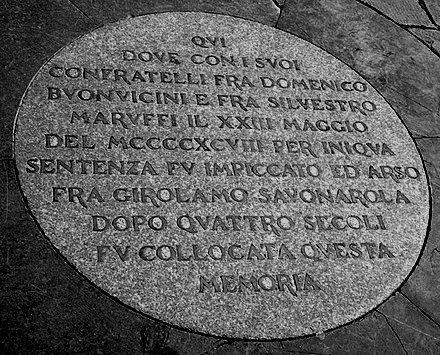 QVI
DOVE CON I SVOI
CONFRATELLI FRA DOMENICO
BVONVICINI E FRA SILVESTRO
MARVFFI IL XXIII MAGGIO
DEL MCCCCXCVIII PER INIQVA
SENTENZA FV IMPICCATO ED ARSO
FRA GIROLAMO SAVONAROLA
DOPO QVATTRO SECOLI
FV COLLOCATA QVESTA
MEMORIA